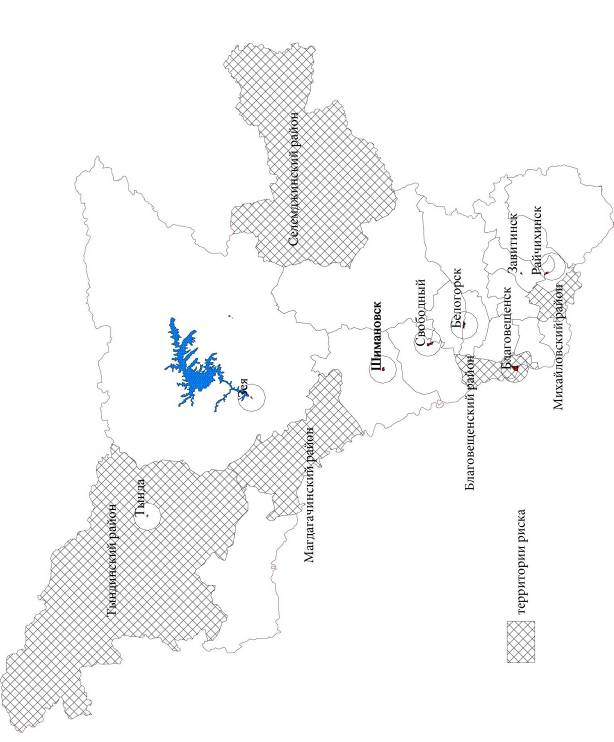 Тындинский район
Тында
Зея
Магдагачинский район
Селемджинский район
Шимановск
Свободный
Белогорск
Благовещенский район
Благовещенск
Завитинск
Райчихинск
Михайловский район
территории риска